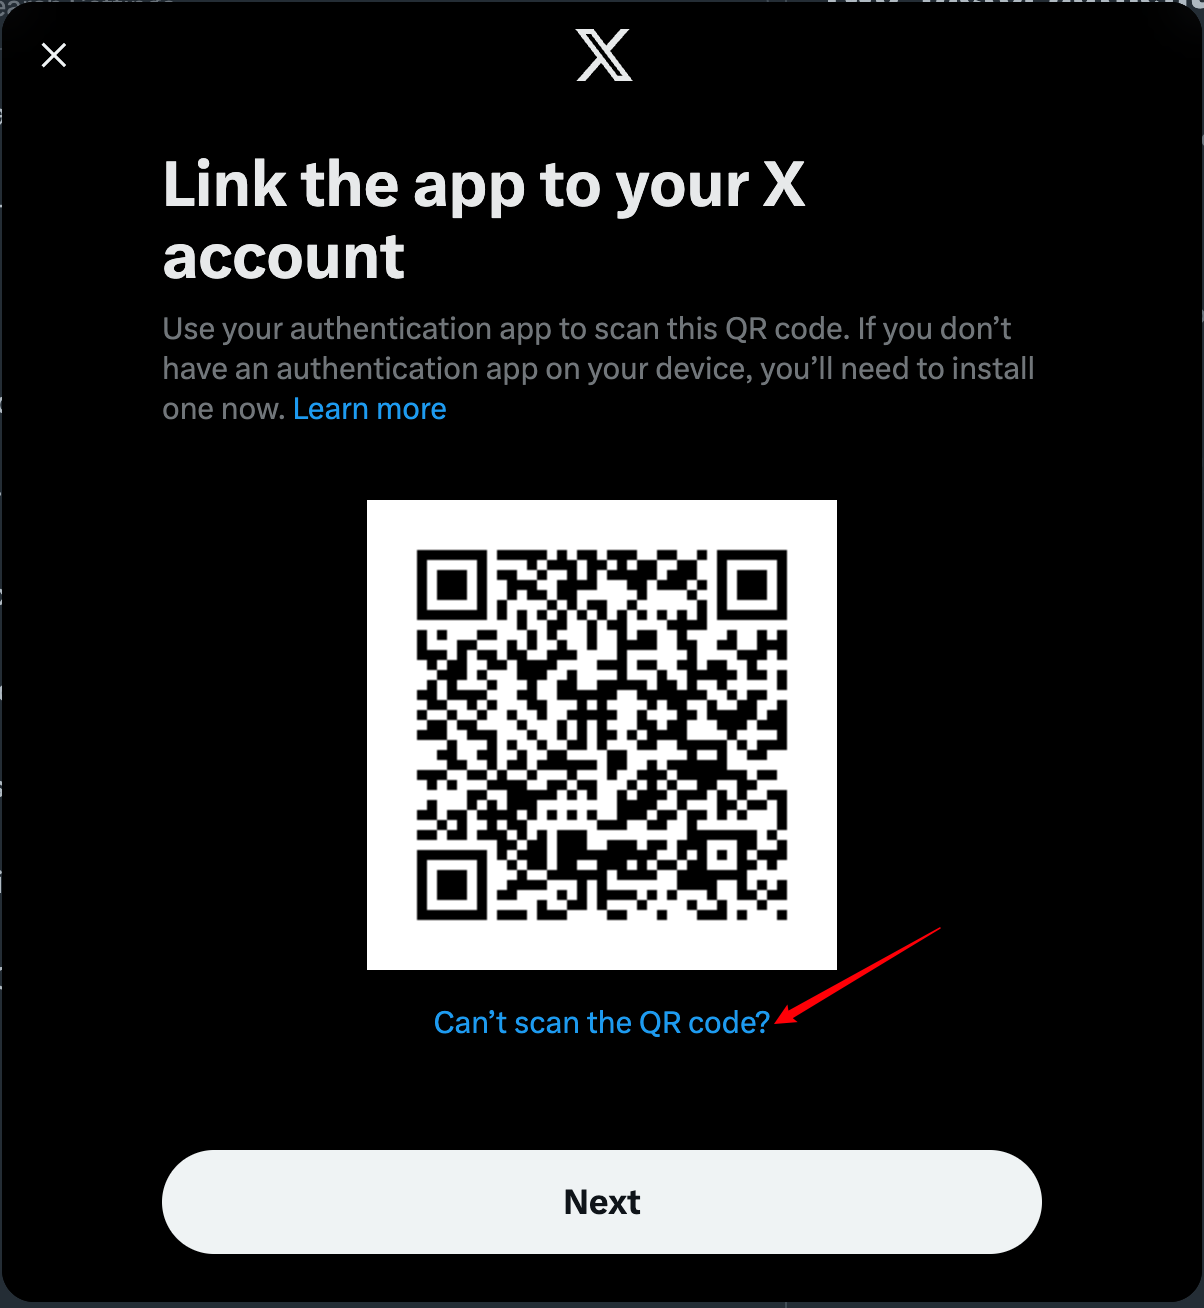 Link the app to your X
account
Use your authentication app to scan this QR code. If you don’t
have an authentication app on your device, you’ll need to install
one now. Learn more
Can’t scan the QR code?
Next